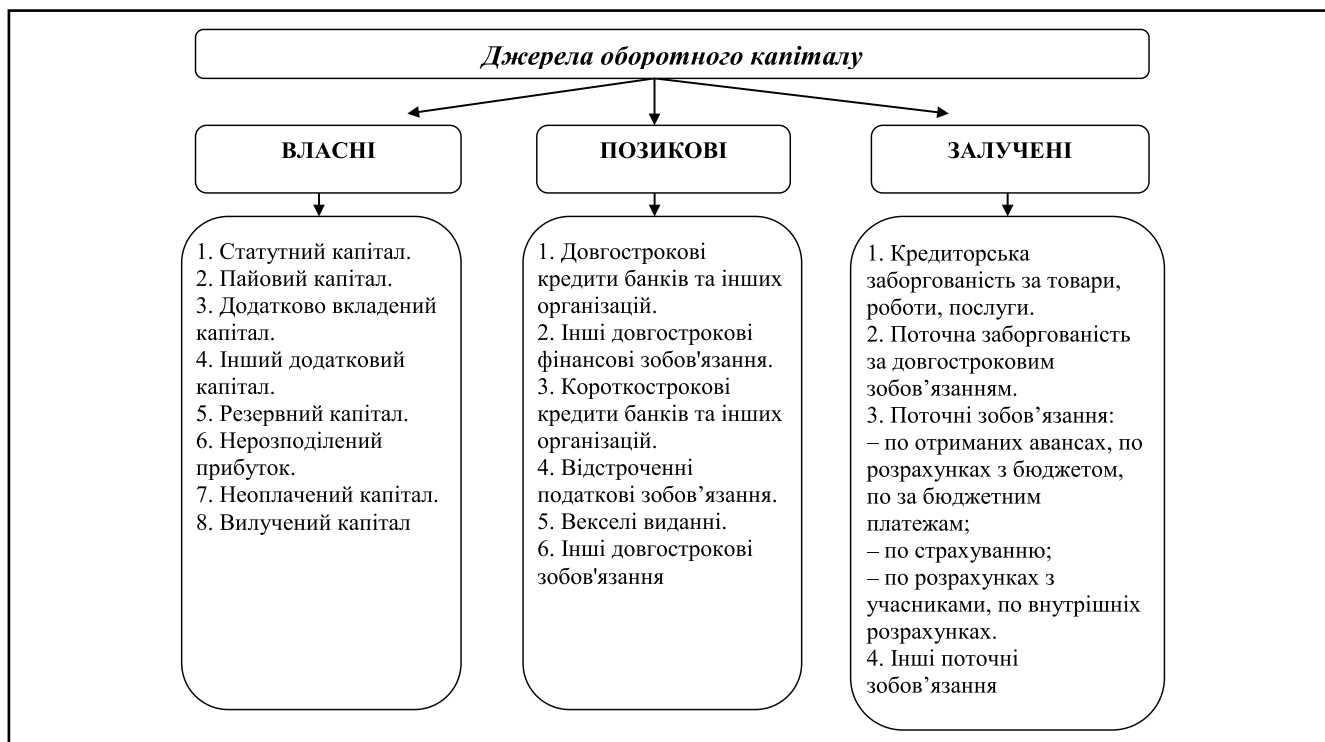 Джерела оборотного капіталу
ВЛАСНІ
ПОЗИКОВІ
ЗАЛУЧЕНІ
1. Статутний капітал.
2. Пайовий капітал.
3. Додатково вкладений
капітал.
4. Інший додатковий
капітал.
5. Резервний капітал.
6. Нерозподілений
прибуток.
7. Неоплачений капітал.
8. Вилучений капітал
1. Довгострокові
кредити банків та інших
організацій.
2. Інші довгострокові
фінансові зобов'язання.
3. Короткострокові
кредити банків та інших
організацій.
4. Відстроченні
податкові зобов’язання.
5. Векселі виданні.
6. Інші довгострокові
зобов'язання
1. Кредиторська
заборгованість за товари,
роботи, послуги.
2. Поточна заборгованість
за довгостроковим
зобов’язанням.
3. Поточні зобов’язання:
– по отриманих авансах, по
розрахунках з бюджетом,
по за бюджетним
платежам;
– по страхуванню;
– по розрахунках з
учасниками, по внутрішніх
розрахунках.
4. Інші поточні
зобов’язання